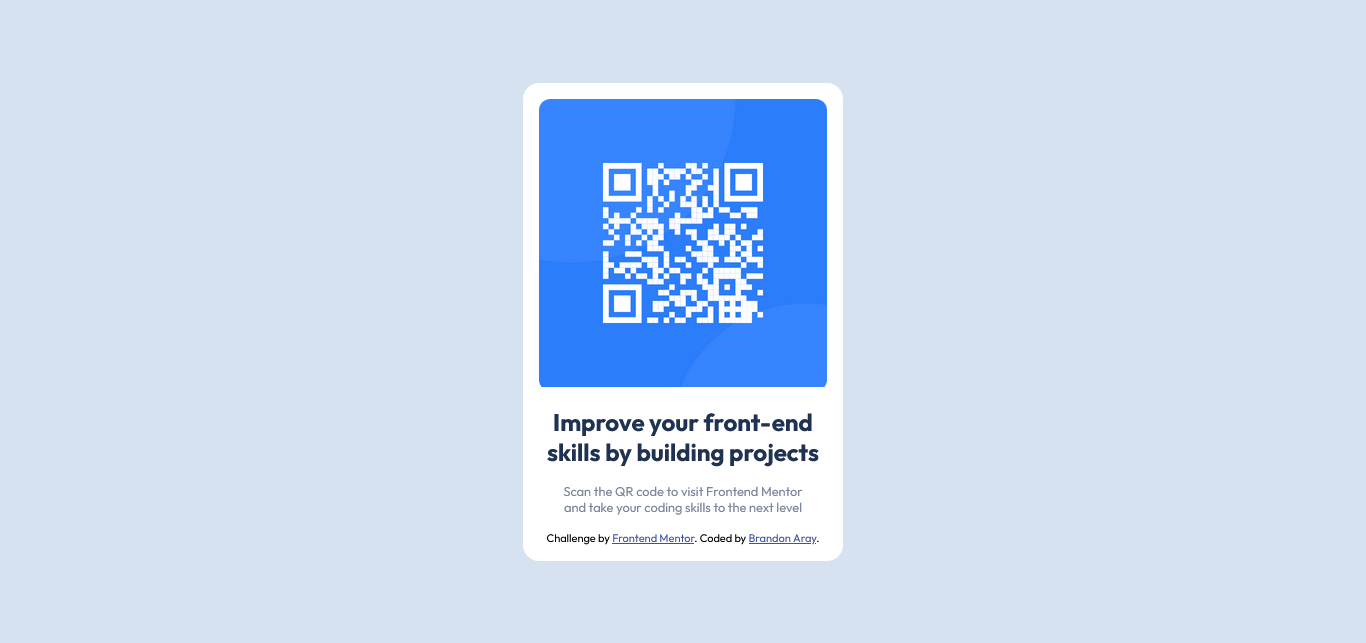 Improve your front-end
skills by building projects
Scan the QR code to visit Frontend Mentor
and take your coding skills to the next level
Challenge by Frontend Mentor. Coded by Brandon Aray.